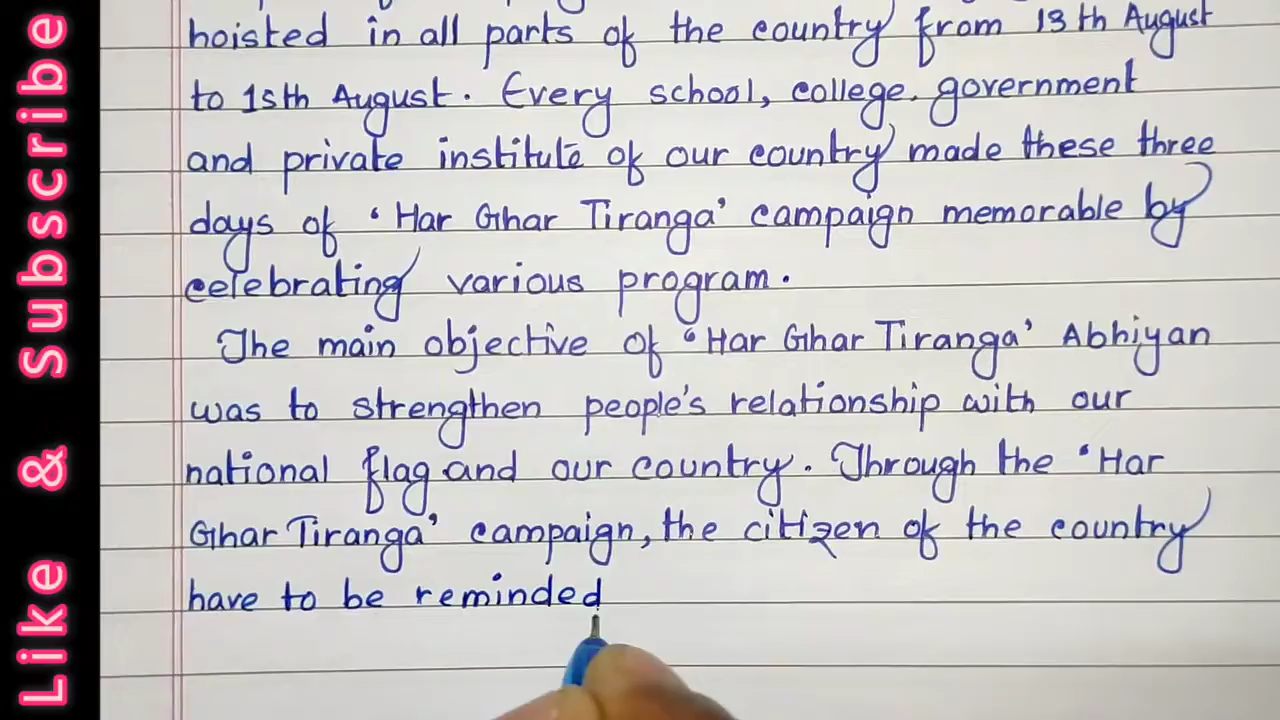 hoisted in all parts of the country from 13th August
to 15th August. Every school, college, government
and private institute of our country made these three
days of 'Har Ghar Tiranga' campaign memorable by
celebrating various program.
The main objective of 'Har Ghar Tiranga' Abhiyan
was to strengthen people's relationship with our
national flag and our country. Through the 'Har
Ghar Tiranga' campaign, the citizen of the country
have to be reminded
Like & Subscribe